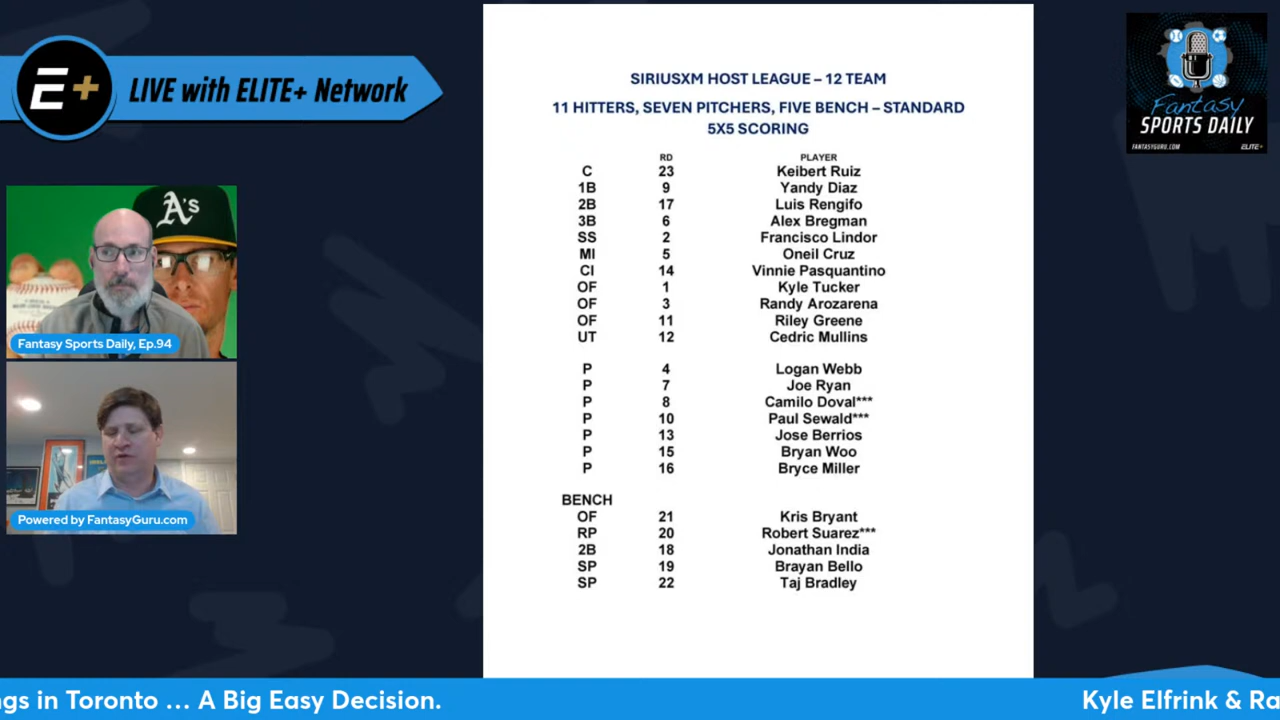 E+
LIVE with ELITE+ Network
SIRIUSXM HOST LEAGUE – 12 TEAM
11 HITTERS, SEVEN PITCHERS, FIVE BENCH – STANDARD
5X5 SCORING
RD PLAYER
C 23 Keibert Ruiz
1B 9 Yandy Diaz
2B 17 Luis Rengifo
3B 6 Alex Bregman
SS 2 Francisco Lindor
MI 5 Oneil Cruz
CI 14 Vinnie Pasquantino
OF 1 Kyle Tucker
OF 3 Randy Arozarena
OF 11 Riley Greene
UT 12 Cedric Mullins
P 4 Logan Webb
P 7 Joe Ryan
P 8 Camilo Doval***
P 10 Paul Sewald***
P 13 Jose Berrios
P 15 Bryan Woo
P 16 Bryce Miller
BENCH
OF 21 Kris Bryant
RP 20 Robert Suarez***
2B 18 Jonathan India
SP 19 Brayan Bello
SP 22 Taj Bradley
Fantasy
SPORTS DAILY
FANTASYGURU.COM ELITE+
A's
Fantasy Sports Daily, Ep.94
Powered by FantasyGuru.com
ngs in Toronto … A Big Easy Decision. Kyle Elfrink & Ra